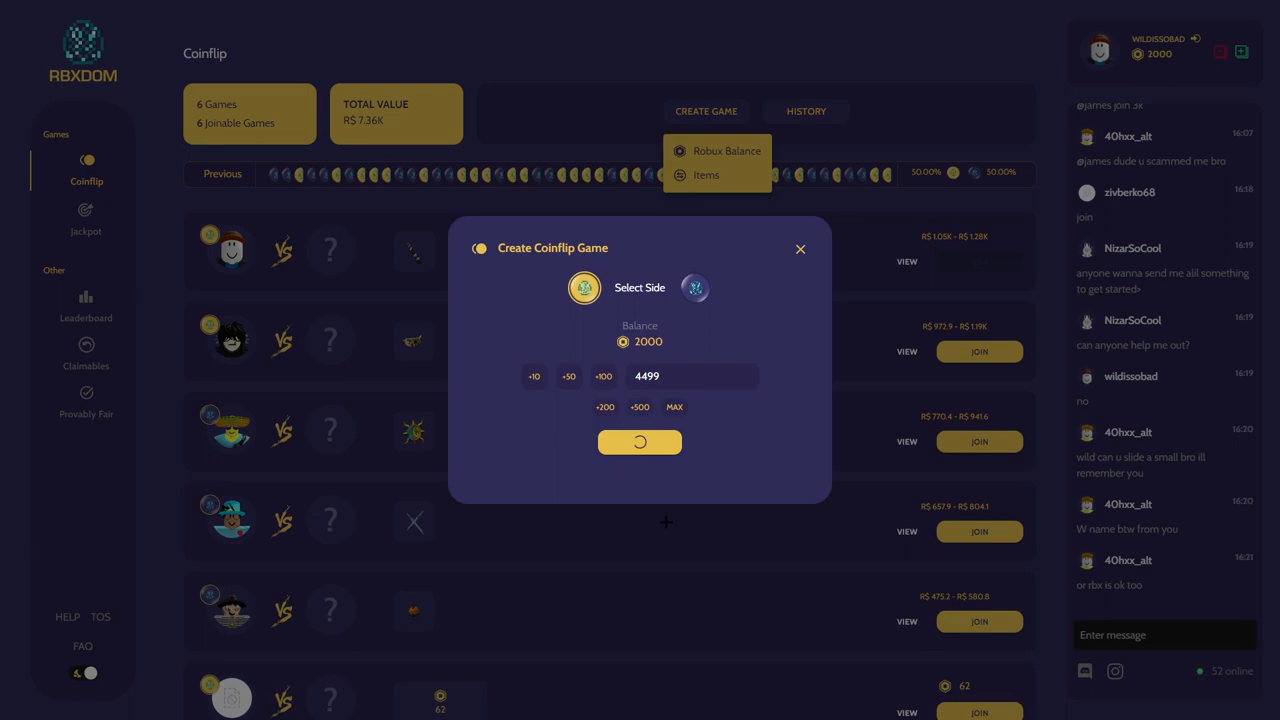 RBXDOM
Games
Coinflip
Jackpot
Other
Leaderboard
Claimables
Provably Fair
HELP TOS
FAQ
Coinflip
6 Games
6 Joinable Games
TOTAL VALUE
R$ 7.36K
CREATE GAME
HISTORY
Robux Balance
Items
Previous
50.00%
50.00%
VS ?
R$ 1.05K - R$ 1.28K
VIEW
VS ?
R$ 972.9 - R$ 1.19K
VIEW JOIN
VS ?
R$ 770.4 - R$ 941.6
VIEW JOIN
VS ?
R$ 657.9 - R$ 804.1
VIEW JOIN
VS ?
R$ 475.2 - R$ 580.8
VIEW JOIN
VS ?
62
62
VIEW JOIN
Create Coinflip Game
Select Side
Balance
2000
+10 +50 +100 4499
+200 +500 MAX
WILDISSOBAD
2000
@james join 3k
40hxx_alt 16:07
@james dude u scammed me bro
zivberko68 16:18
join
NizarSoCool 16:19
anyone wanna send me alil something
to get started>
NizarSoCool 16:19
can anyone help me out?
wildissobad 16:19
no
40hxx_alt 16:20
wild can u slide a small bro ill
remember you
40hxx_alt 16:20
W name btw from you
40hxx_alt 16:21
or rbx is ok too
Enter message
52 online